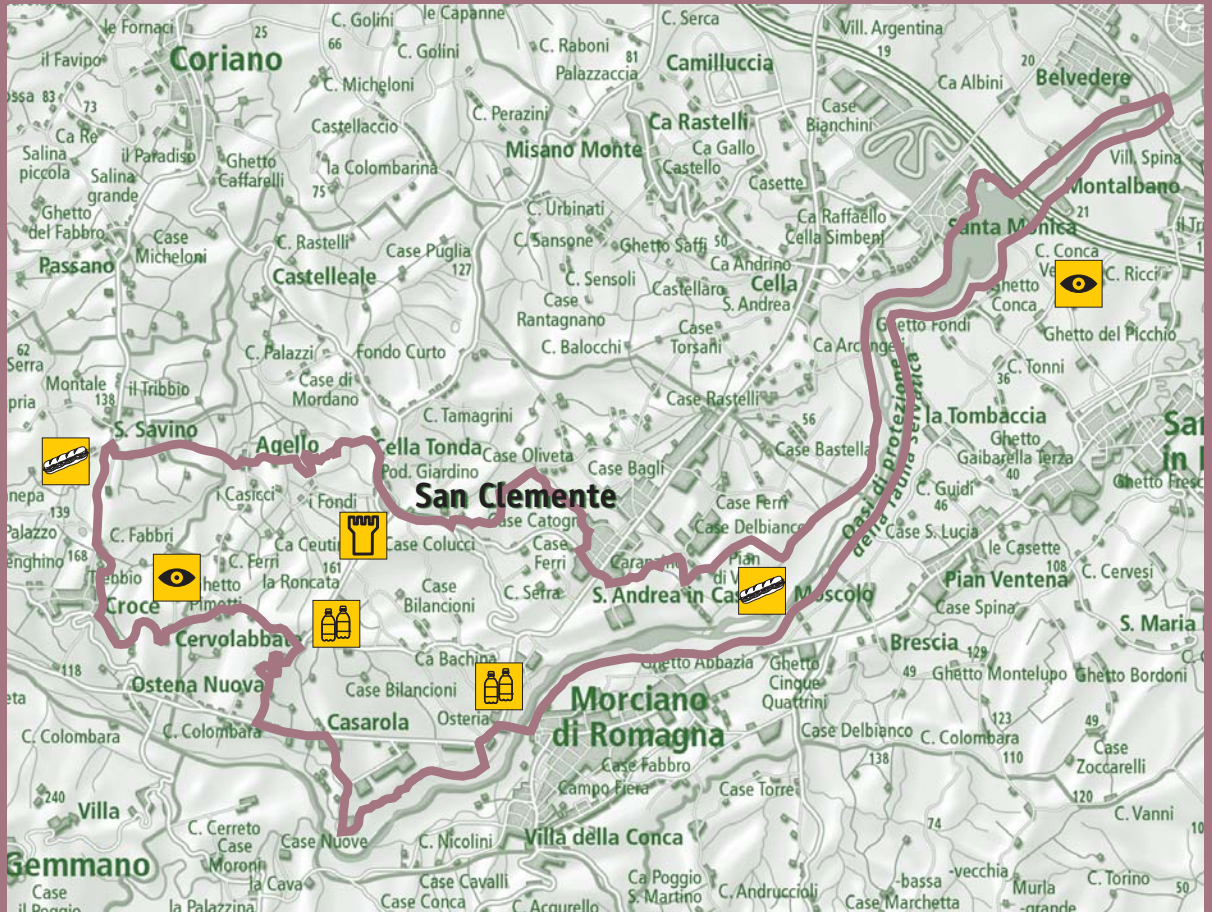 le Fornaci
25
C. Golini
le Capanne
C. Serca
Vill. Argentina
19
il Favipo
Coriano
66
C. Golini
C. Raboni
81
Palazzaccia
Camilluccia
20
Belvedere
Ca Albini
C. Micheloni
83
73
C. Perazini
Case
Bianchini
Ca Re
Castellaccio
Ca Rastelli
Salina
piccola
il Paradiso
Ghetto
Caffarelli
la Colombarina
Misano Monte
Ca Gallo
Castello
Vill. Spina
Salina
grande
75
Casette
Montalbano
Ghetto
del Fabbro
C. Urbinati
Ca Raffaello
Cella Simbeni
21
Santa Monica
Case
Micheloni
C. Rastelli
Case Puglia
127
C. Sansone
Ghetto Saffi
50
C. Conca
C. Ricci
Passano
Castelleale
C. Sensoli
Ca Andrino
Castellaro
Cella
S. Andrea
Ghetto
Conca
Case
Rantagnano
Ghetto Fondi
Ghetto del Picchio
62
Serra
C. Palazzi
Fondo Curto
C. Balocchi
Case
Torsani
C. Tonni
36
Montale
138
il Tribbio
Case di
Mordano
Case Rastelli
Oasi di protezione
della fauna selvatica
la Tombaccia
S. Savino
C. Tamagrini
56
Agello
Cella Tonda
Case Oliveta
Case Bastella
Ghetto
Gaibarella Terza
40
Pod. Giardino
Case Bagli
i Casicci
i Fondi
San Clemente
Case Ferri
C. Guidi
46
139
Palazzo
C. Fabbri
Case Delbianco
Case S. Lucia
168
C. Ferri
161
Case Colucci
Case
Ferri
le Casette
108
C. Cervesi
la Roncata
Case
Bilancioni
C. Serra
S. Andrea in
Moscolo
Pian Ventena
Case Spina
Croce
S. Maria
Cervolabbate
Brescia
129
118
Ca Bachina
Ghetto Abbazia
Ghetto
Cinque
Quattrini
49
Ghetto Montelupo
Ghetto Bordoni
Ostena Nuova
Case Bilancioni
Morciano
di Romagna
C. Colombara
C. Colombara
Casarola
Osteria
Case Delbianco
C. Colombara
123
110
49
Case
Zoccarelli
Case Fabbro
138
240
Villa
Campo Fiera
Case Torre
120
C. Vanni
C. Cerreto
Case
Moroni
Case Nuove
C. Nicolini
Villa della Conca
74
Gemmano
la Cava
Case Cavalli
Ca Poggio
S. Martino
C. Andruccioli
-bassa
-vecchia
C. Torino
50
Case
il Poggio
la Palazzina
Case Conca
C. Acqurello
Case Marchetta
Murla
-grande